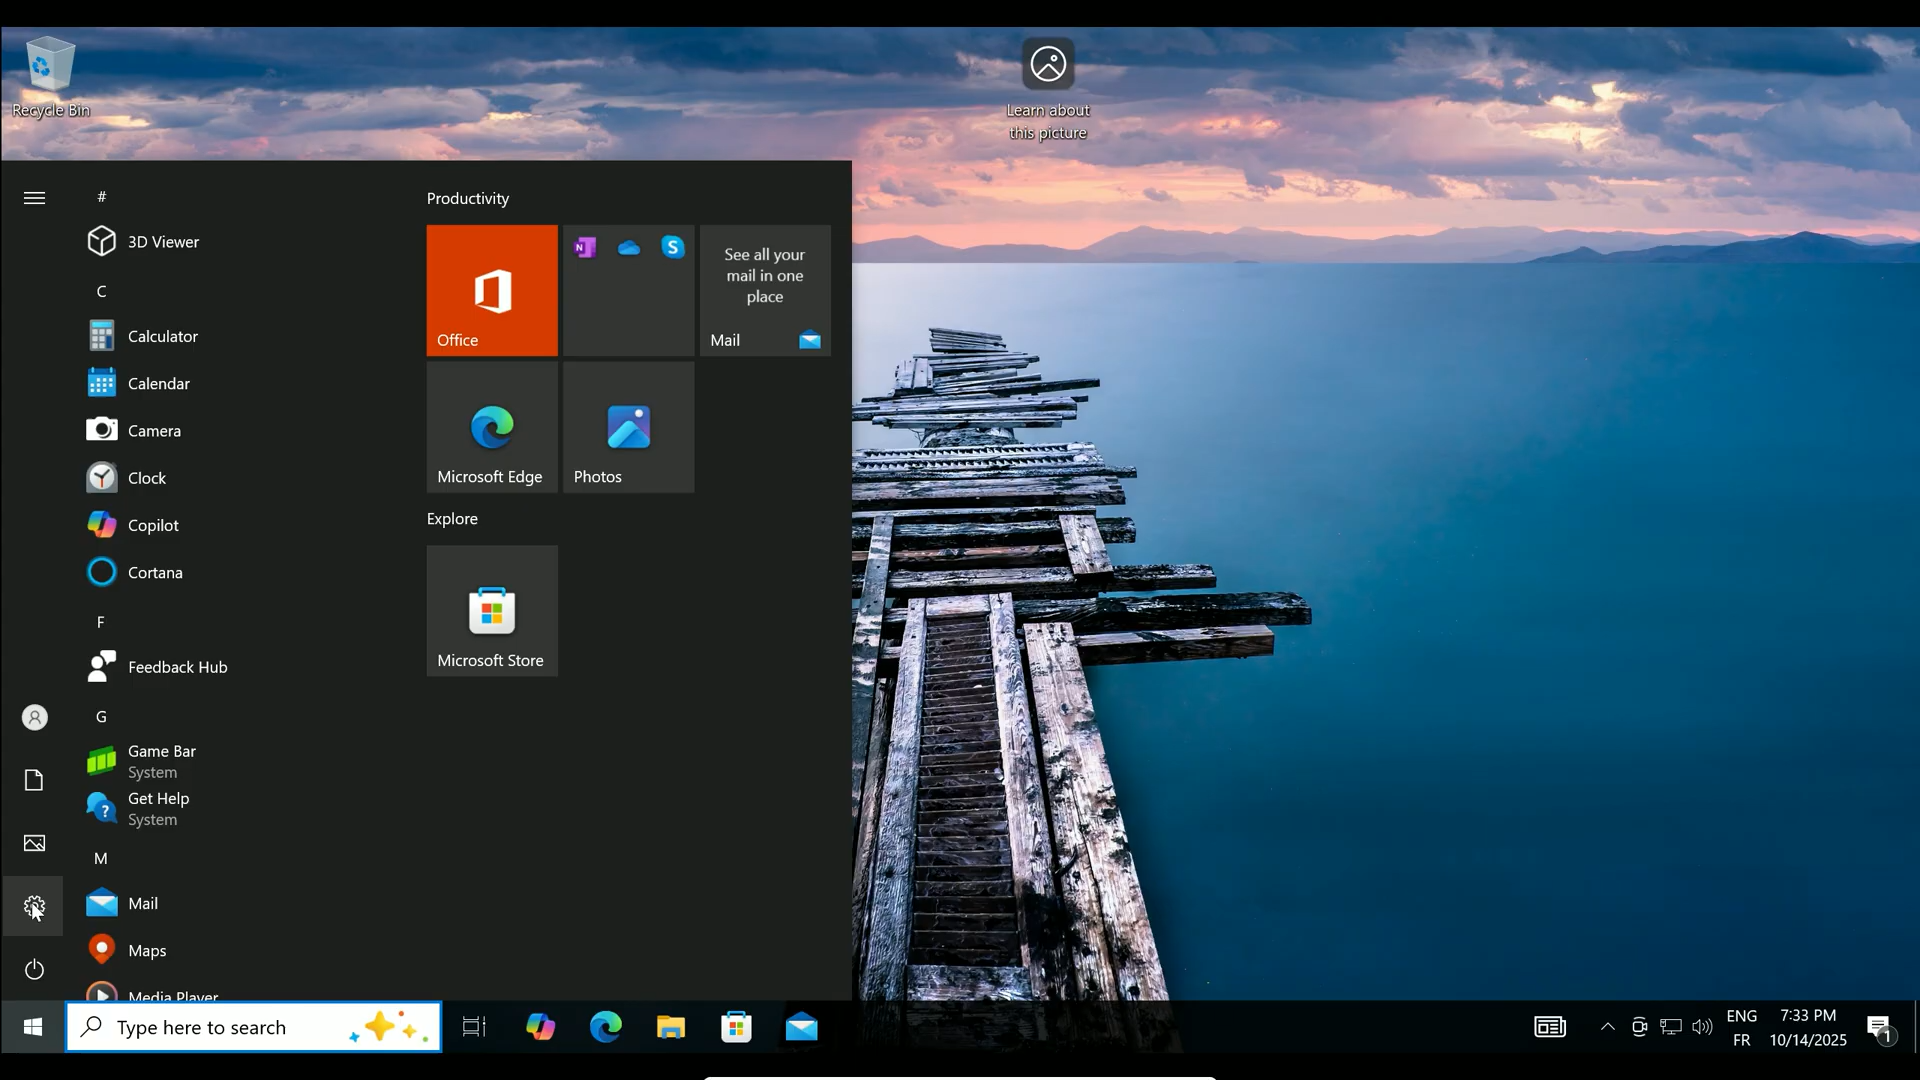 Recycle Bin
Learn about
this picture
#
3D Viewer
C
Calculator
Calendar
Camera
Clock
Copilot
Cortana
F
Feedback Hub
G
Game Bar
System
Get Help
System
M
Mail
Maps
Media Player
Productivity
Office
N
S
See all your
mail in one
place
Mail
Microsoft Edge
Photos
Explore
Microsoft Store
Type here to search
ENG
FR
7:33 PM
10/14/2025
1